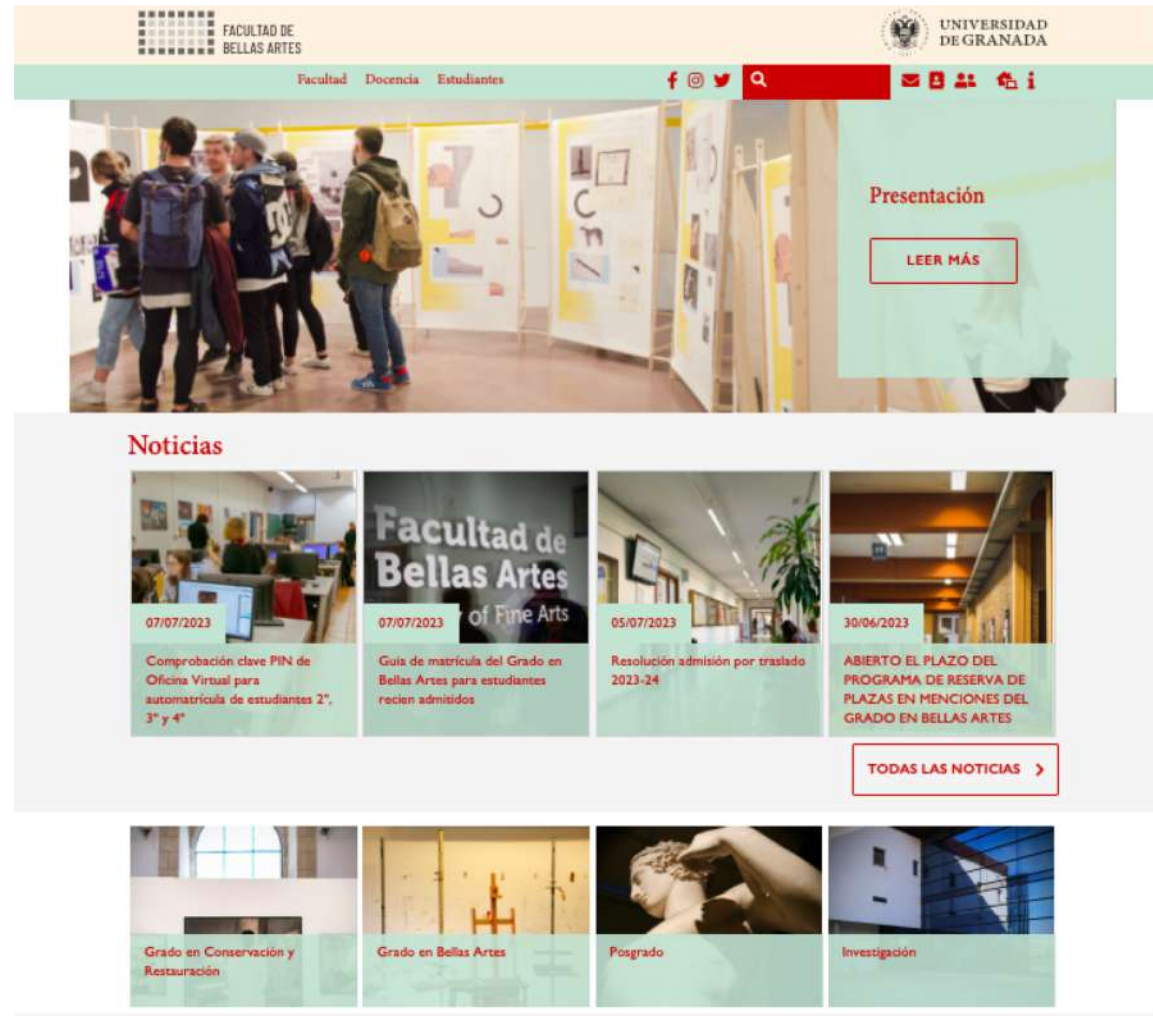 FACULTAD DE
BELLAS ARTES
UNIVERSIDAD
DE GRANADA
Facultad Docencia Estudiantes
Presentación
LEER MÁS
Noticias
07/07/2023
Comprobación clave PIN de
Oficina Virtual para
automatrícula de estudiantes 2º,
3º y 4º
Facultad de
Bellas Artes
of Fine Arts
07/07/2023
Guia de matrícula del Grado en
Bellas Artes para estudiantes
recien admitidos
05/07/2023
Resolución admisión por traslado
2023-24
30/06/2023
ABIERTO EL PLAZO DEL
PROGRAMA DE RESERVA DE
PLAZAS EN MENCIONES DEL
GRADO EN BELLAS ARTES
TODAS LAS NOTICIAS
Grado en Conservación y
Restauración
Grado en Bellas Artes
Posgrado
Investigación